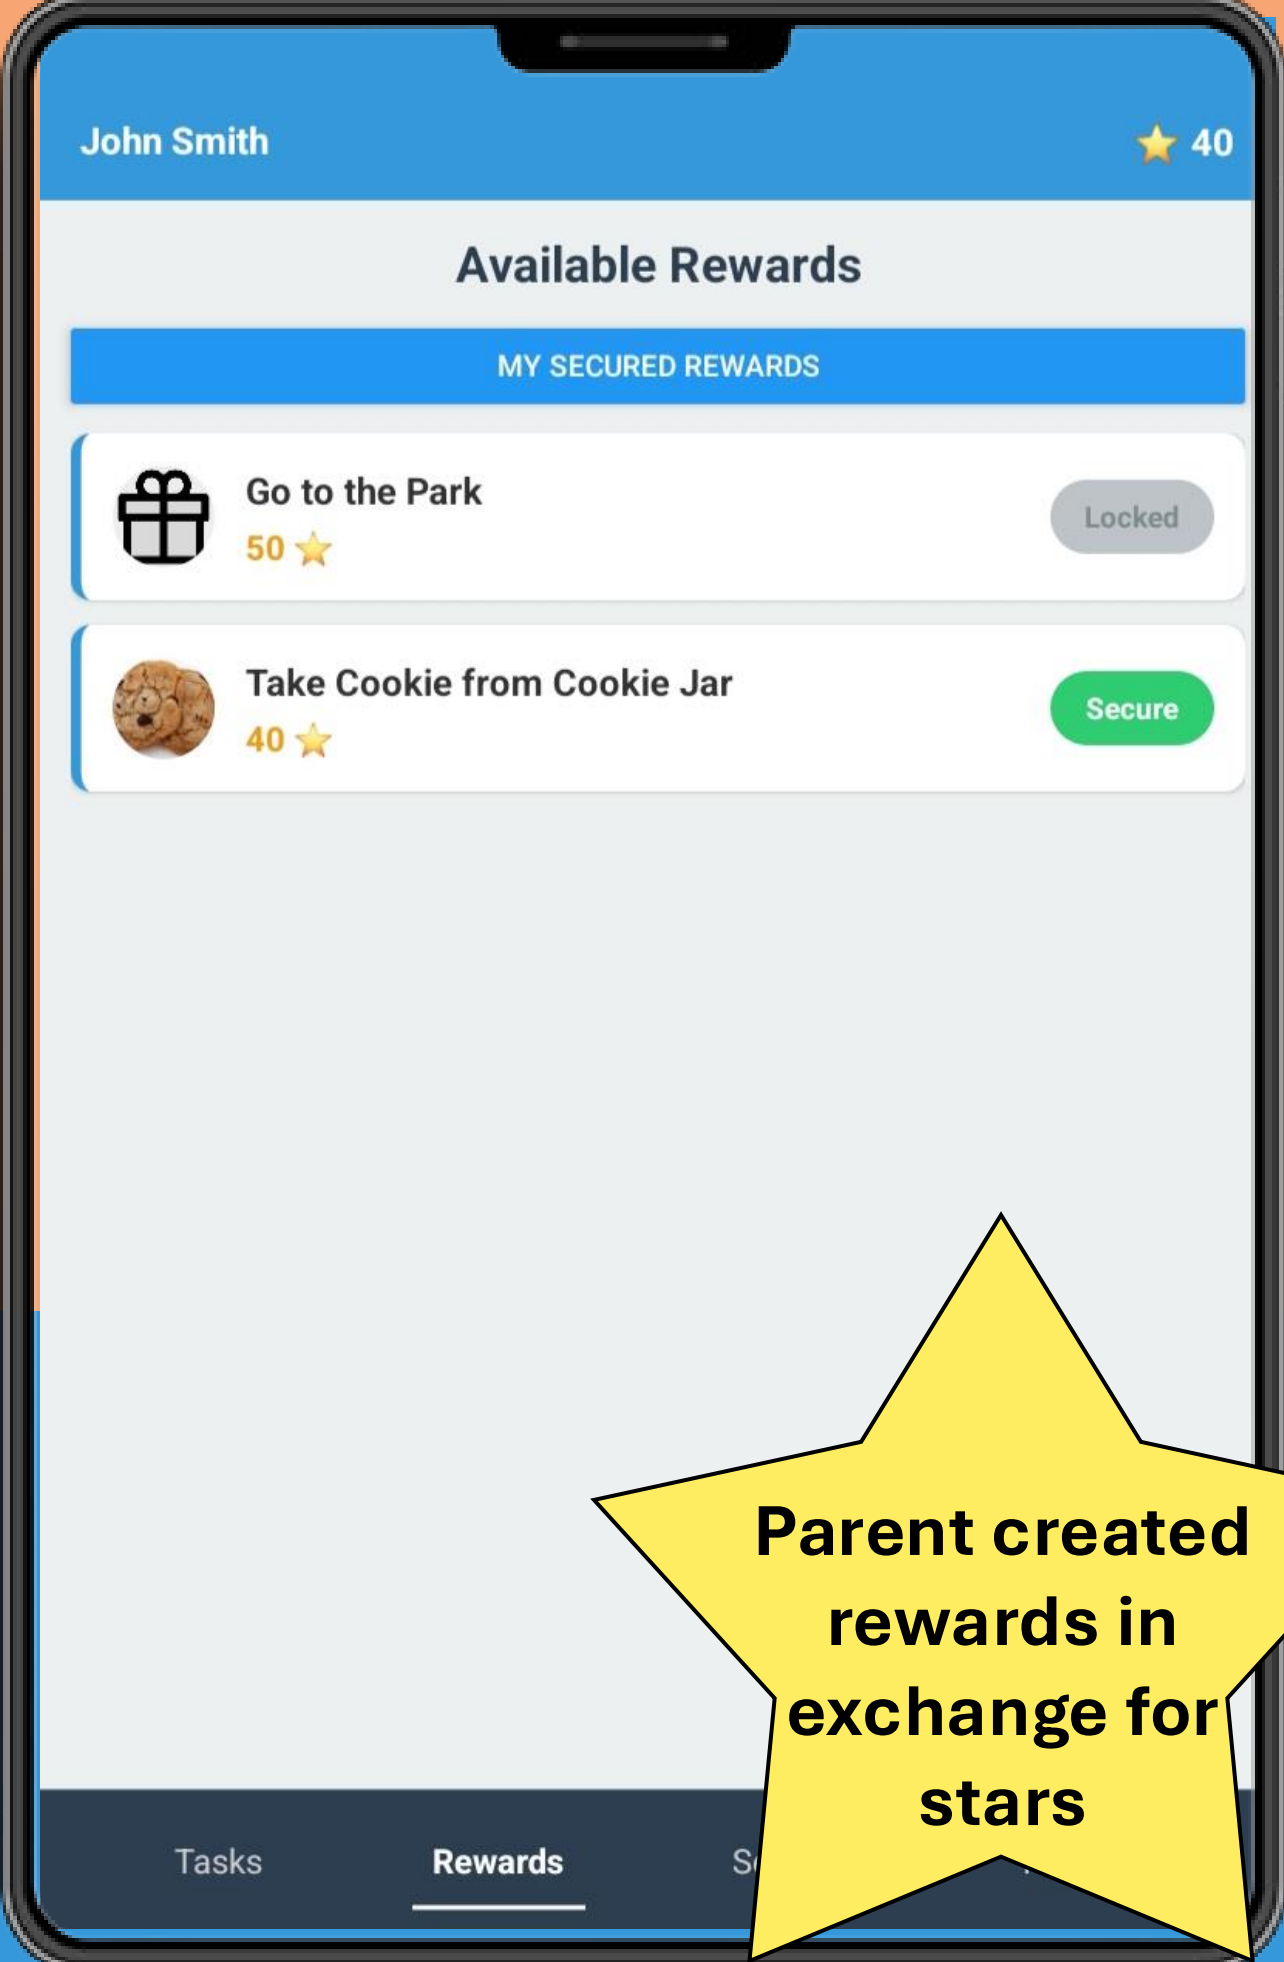 John Smith
40
Available Rewards
MY SECURED REWARDS
Go to the Park
50
Locked
Take Cookie from Cookie Jar
40
Secure
Parent created
rewards in
exchange for
stars
Tasks
Rewards